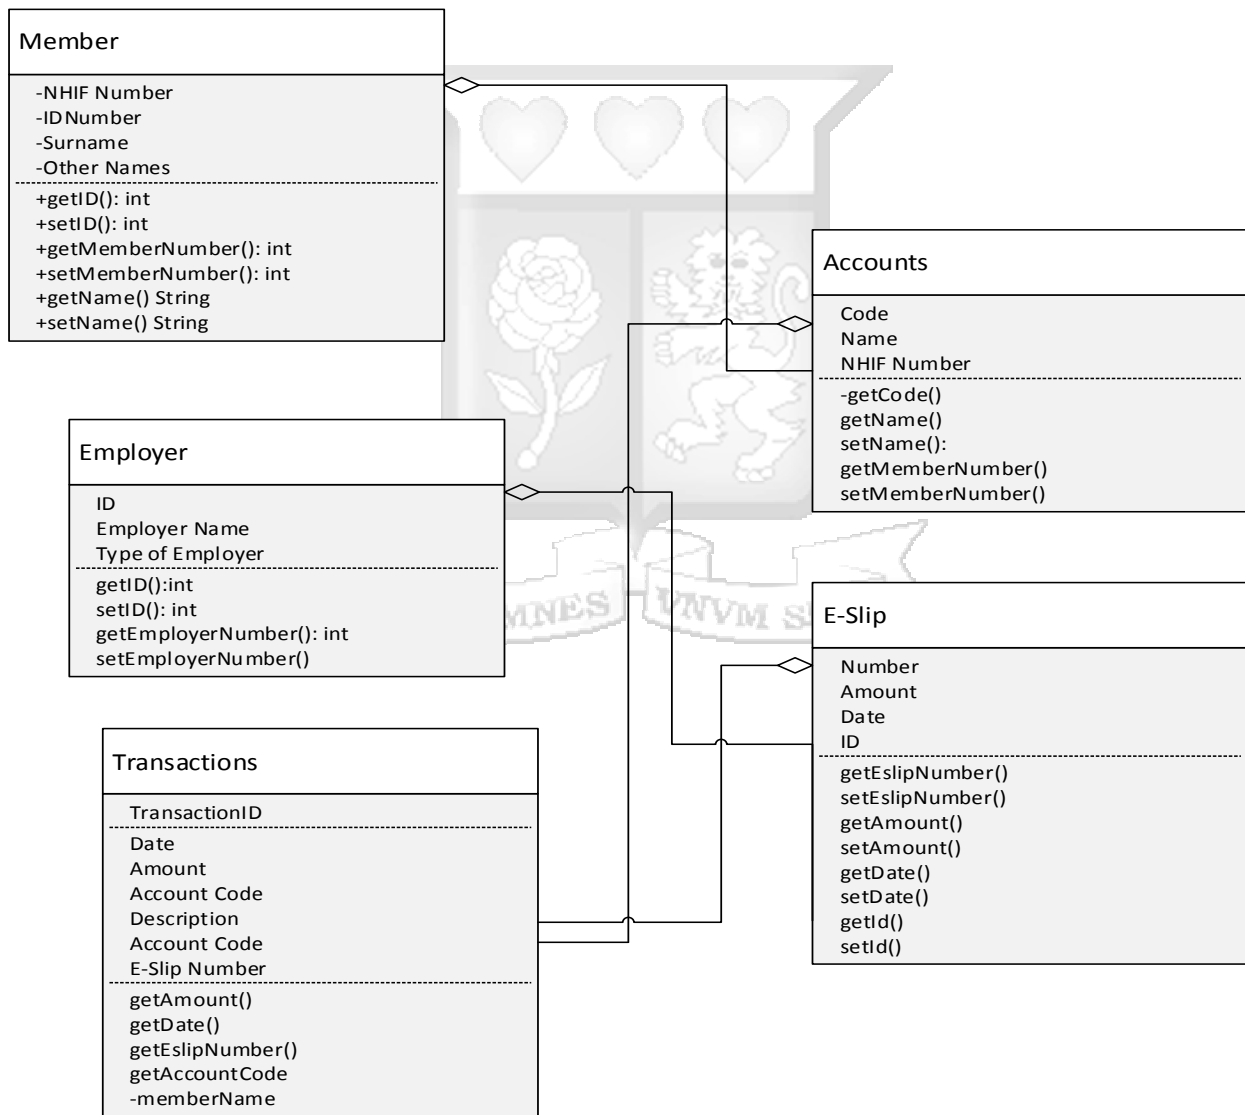 Member
-NHIF Number
-IDNumber
-Surname
-Other Names
+getID(): int
+setID(): int
+getMemberNumber(): int
+setMemberNumber(): int
+getName() String
+setName() String
Accounts
Code
Name
NHIF Number
-getCode()
getName()
setName():
getMemberNumber()
setMemberNumber()
Employer
ID
Employer Name
Type of Employer
getID():int
setID(): int
getEmployerNumber(): int
setEmployerNumber()
E-Slip
Number
Amount
Date
ID
getEslipNumber()
setEslipNumber()
getAmount()
setAmount()
getDate()
setDate()
getId()
setId()
Transactions
TransactionID
Date
Amount
Account Code
Description
Account Code
E-Slip Number
getAmount()
getDate()
getEslipNumber()
getAccountCode
-memberName
MNES VNVM S